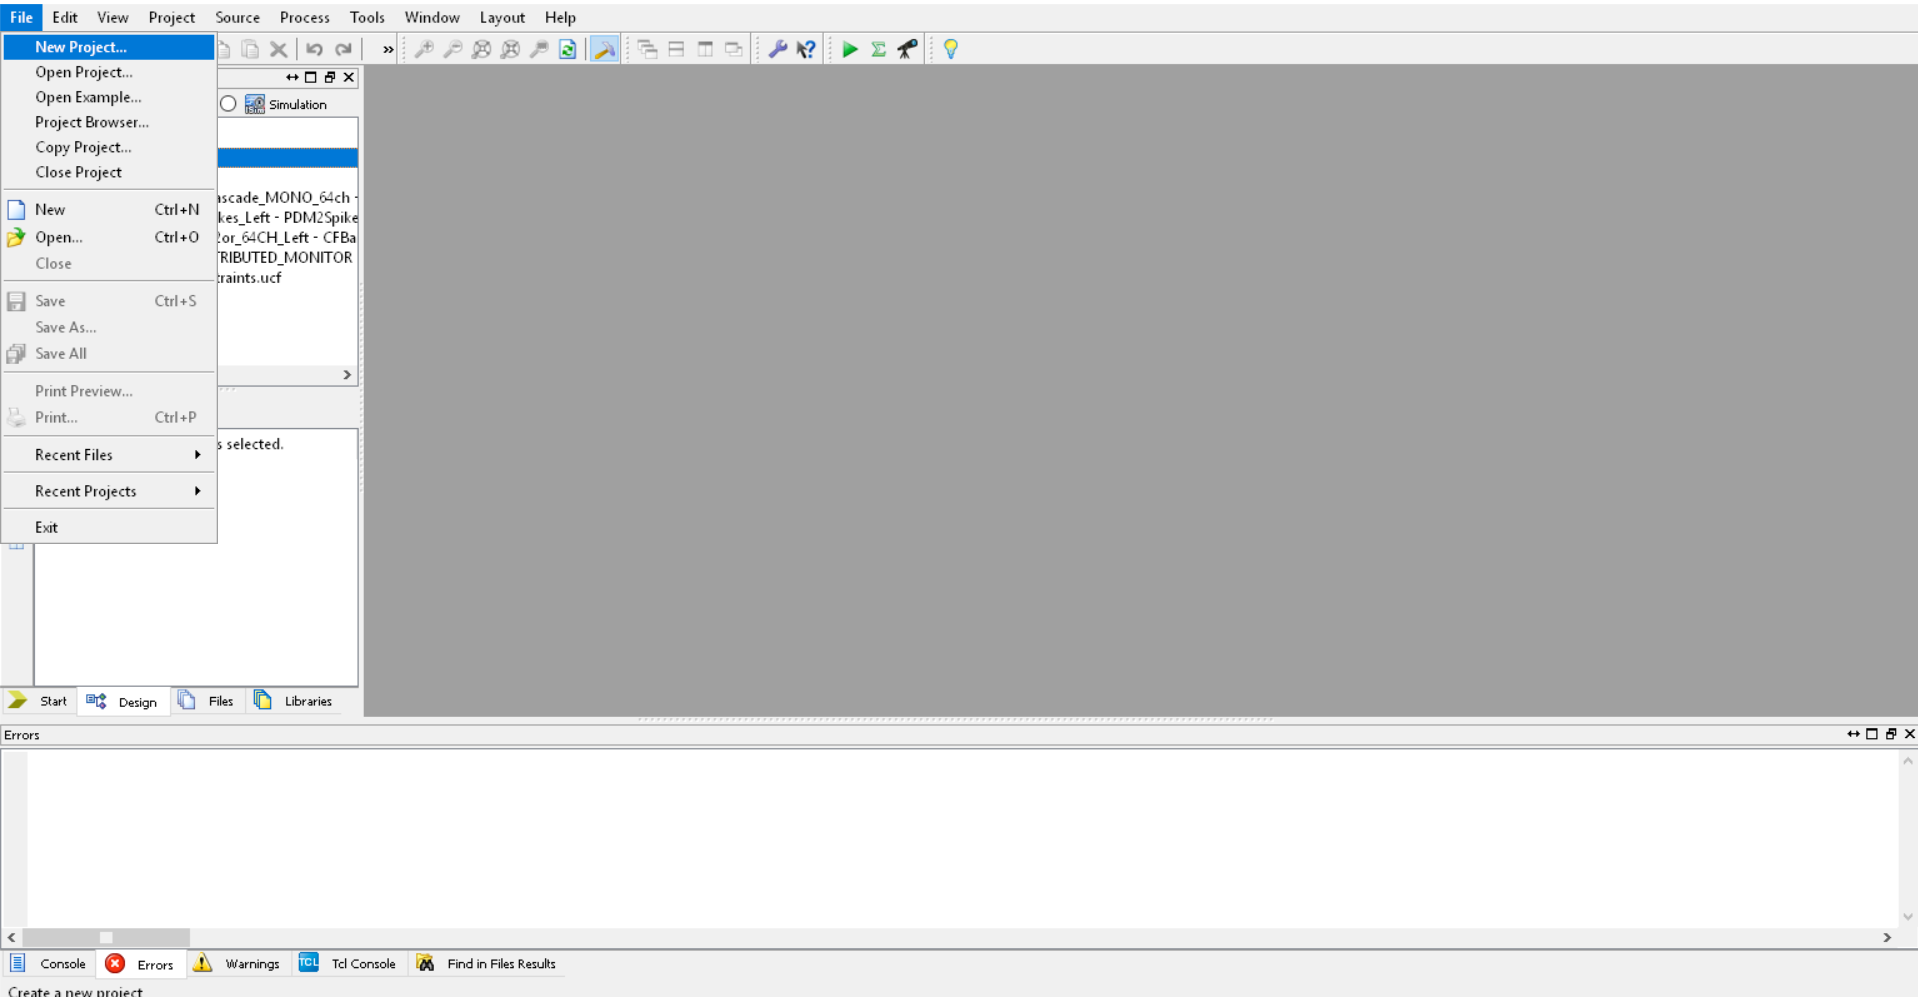 File Edit View Project Source Process Tools Window Layout Help
New Project...
Open Project...
Open Example...
Simulation
Project Browser...
Copy Project...
Close Project
ascade_MONO_64ch -
New Ctrl+N
kes_Left - PDM2Spike
Open... Ctrl+O
or_64CH_Left - CFBa
Close
TRIBUTED_MONITOR
traints.ucf
Save Ctrl+S
Save As...
Save All
Print Preview...
Print... Ctrl+P
s selected.
Recent Files
Recent Projects
Exit
Start Design Files Libraries
Errors
Console Errors Warnings TCL Tcl Console Find in Files Results
Create a new project